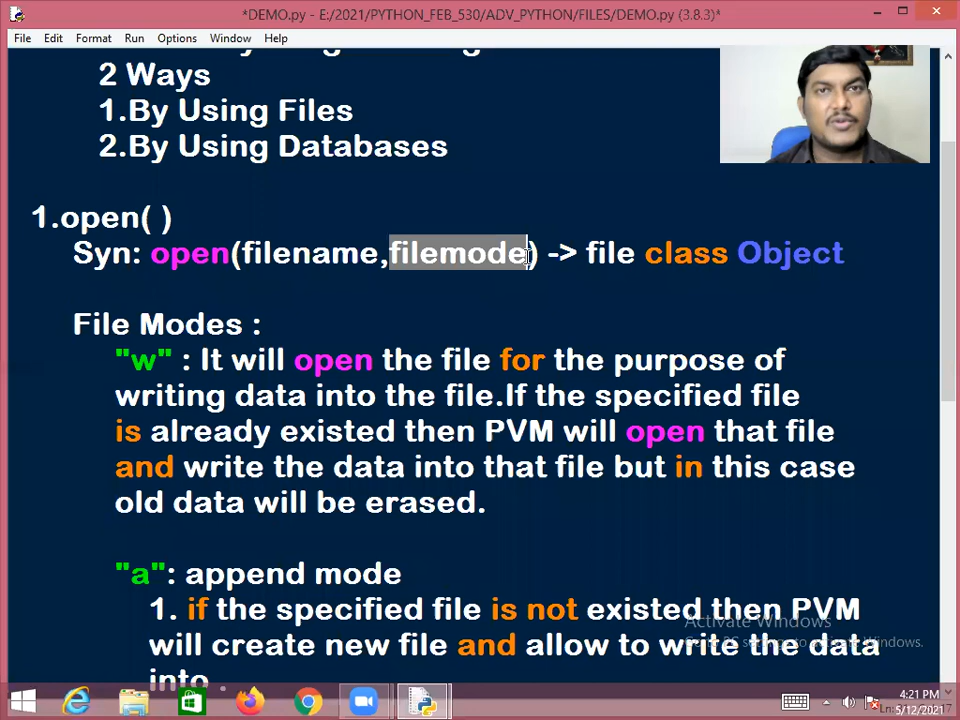 *DEMO.py - E:/2021/PYTHON_FEB_530/ADV_PYTHON/FILES/DEMO.py (3.8.3)*
File Edit Format Run Options Window Help
2 Ways
1.By Using Files
2.By Using Databases
1.open( )
Syn: open(filename,filemode) -> file class Object
File Modes :
"w" : It will open the file for the purpose of
writing data into the file.If the specified file
is already existed then PVM will open that file
and write the data into that file but in this case
old data will be erased.
"a": append mode
1. if the specified file is not existed then PVM
Activate Windows
will create new file and allow to write the data
into .
4:21 PM
5/12/2021